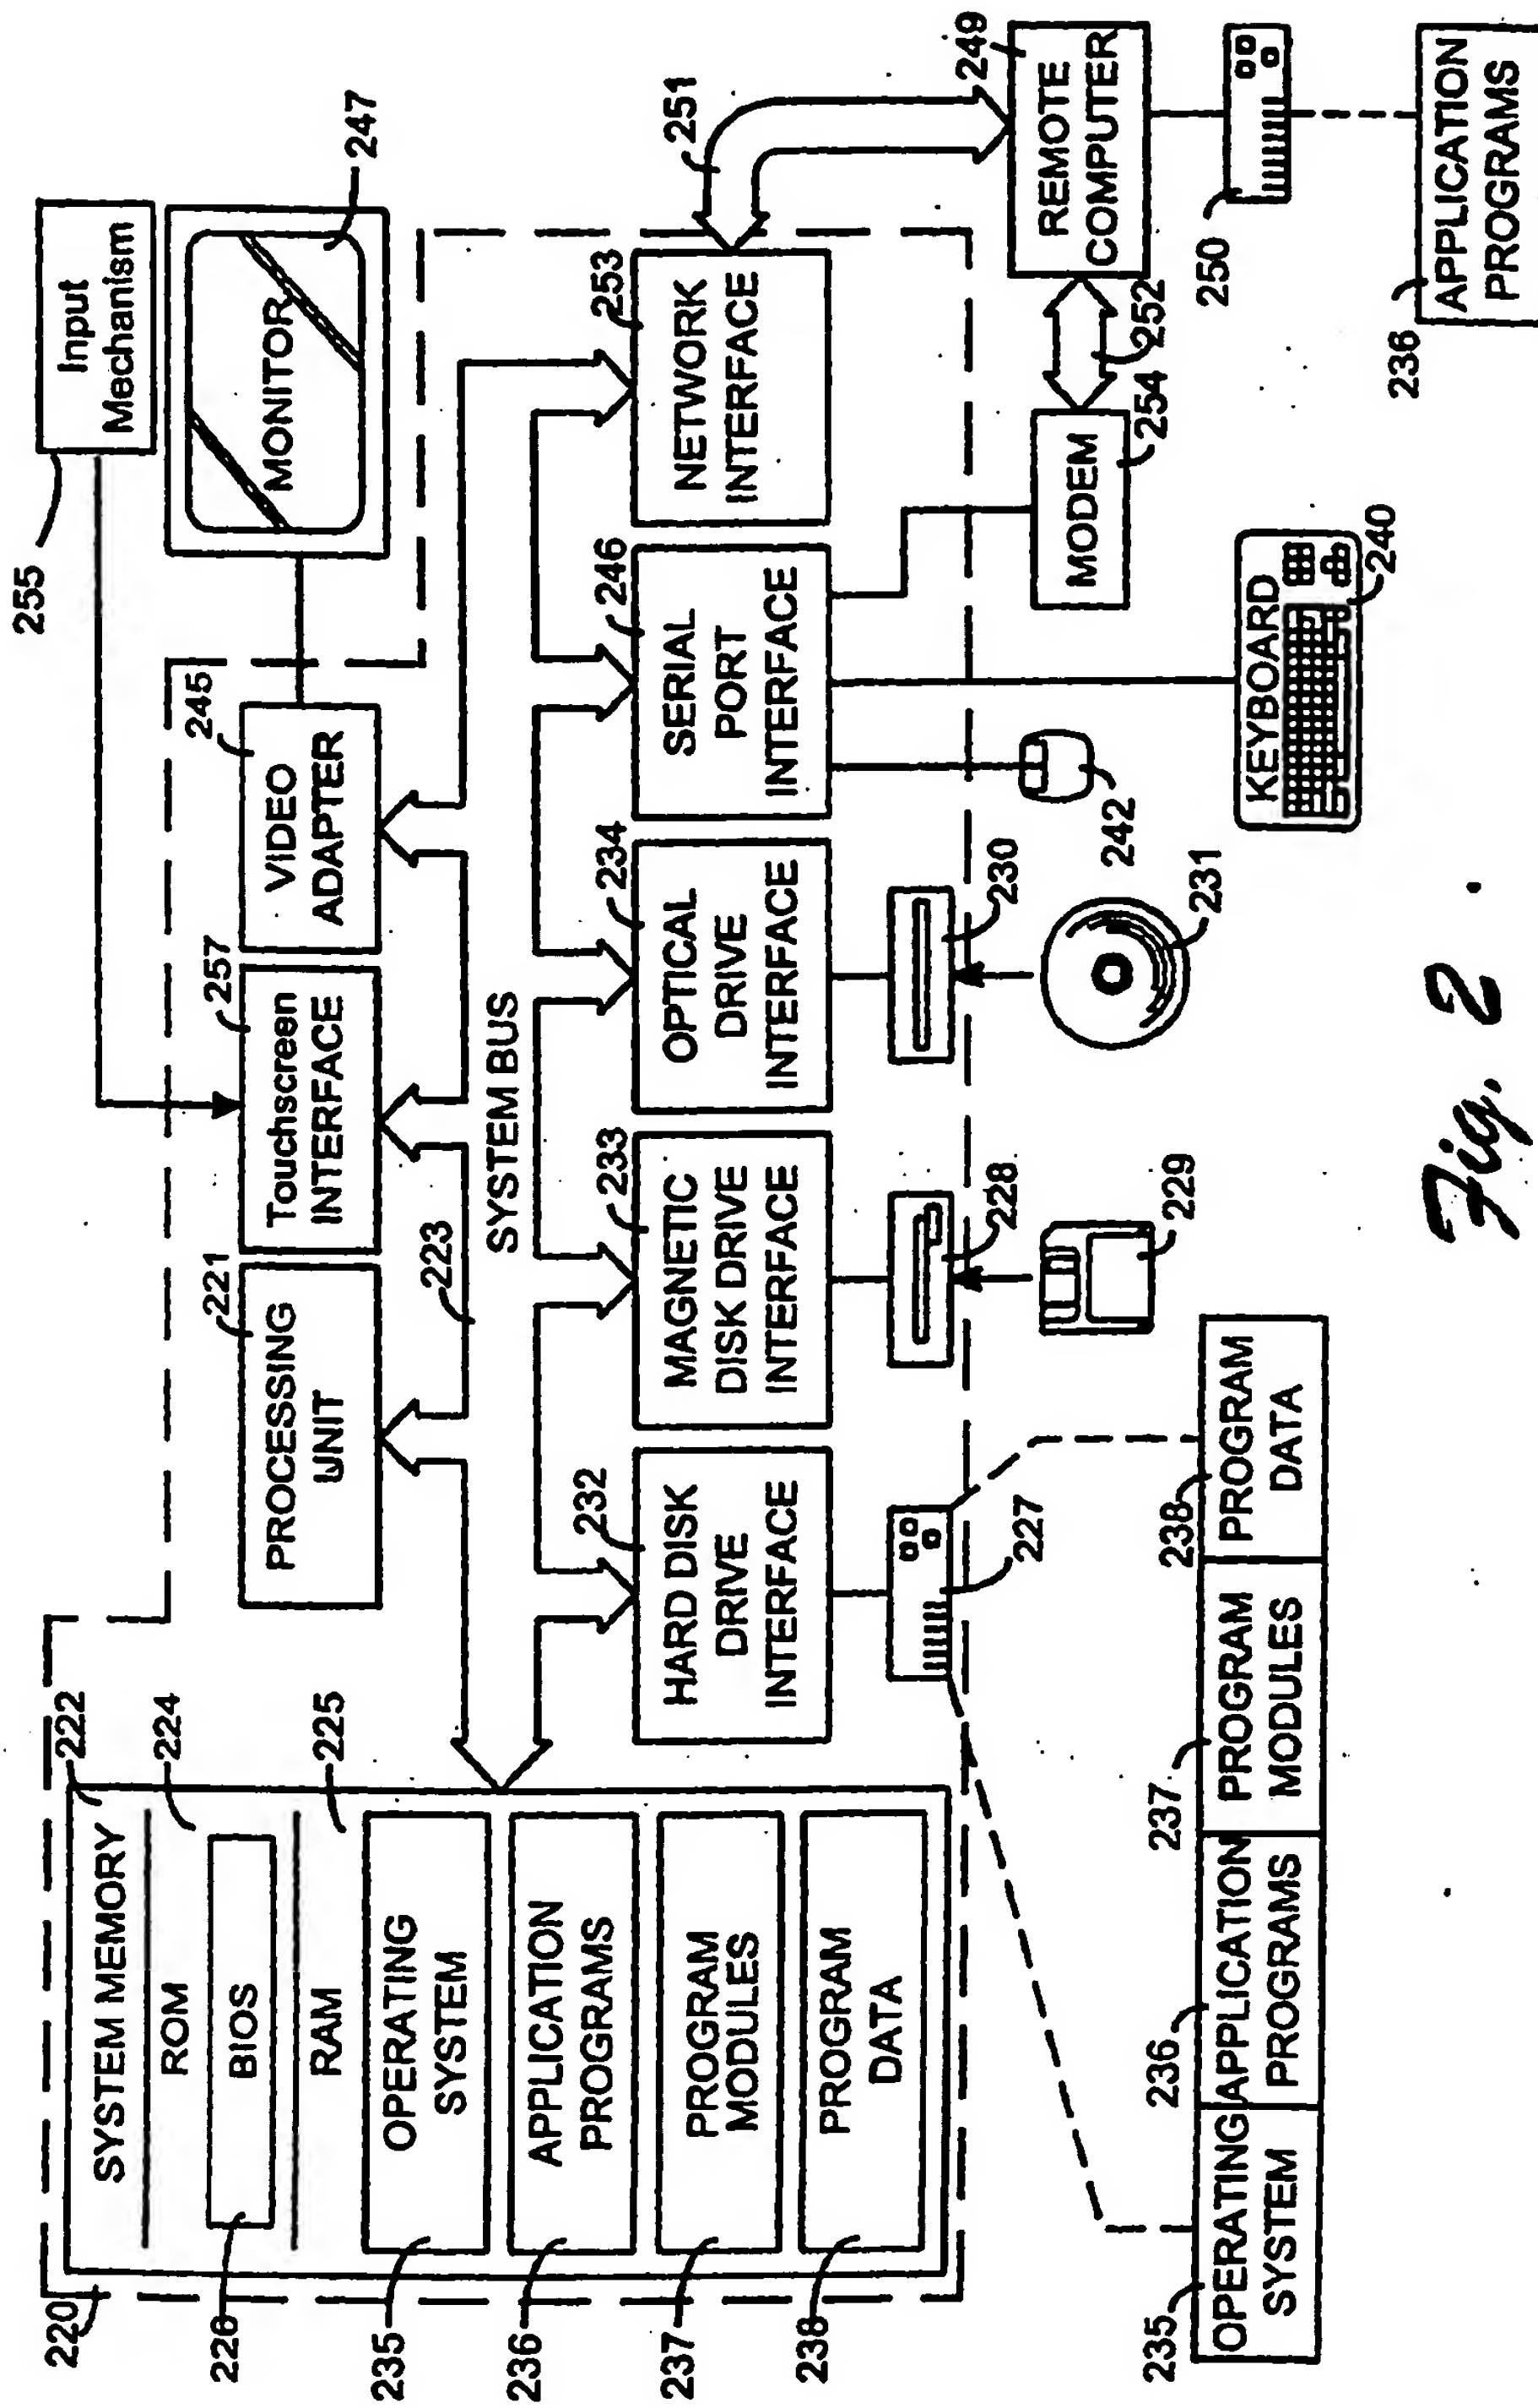 255
Input
Mechanism
MONITOR
247
220
SYSTEM MEMORY
222
ROM
224
BIOS
226
RAM
225
OPERATING
SYSTEM
235
APPLICATION
PROGRAMS
236
PROGRAM
MODULES
237
PROGRAM
DATA
238
PROCESSING
UNIT
221
Touchscreen
INTERFACE
257
VIDEO
ADAPTER
245
223
SYSTEM BUS
232
HARD DISK
DRIVE
INTERFACE
233
MAGNETIC
DISK DRIVE
INTERFACE
234
OPTICAL
DRIVE
INTERFACE
246
SERIAL
PORT
INTERFACE
253
NETWORK
INTERFACE
251
227
228
230
229
231
242
MODEM
254
252
249
REMOTE
COMPUTER
KEYBOARD
240
250
236
APPLICATION
PROGRAMS
235
OPERATING
SYSTEM
236
APPLICATION
PROGRAMS
237
PROGRAM
MODULES
238
PROGRAM
DATA
Fig. 2